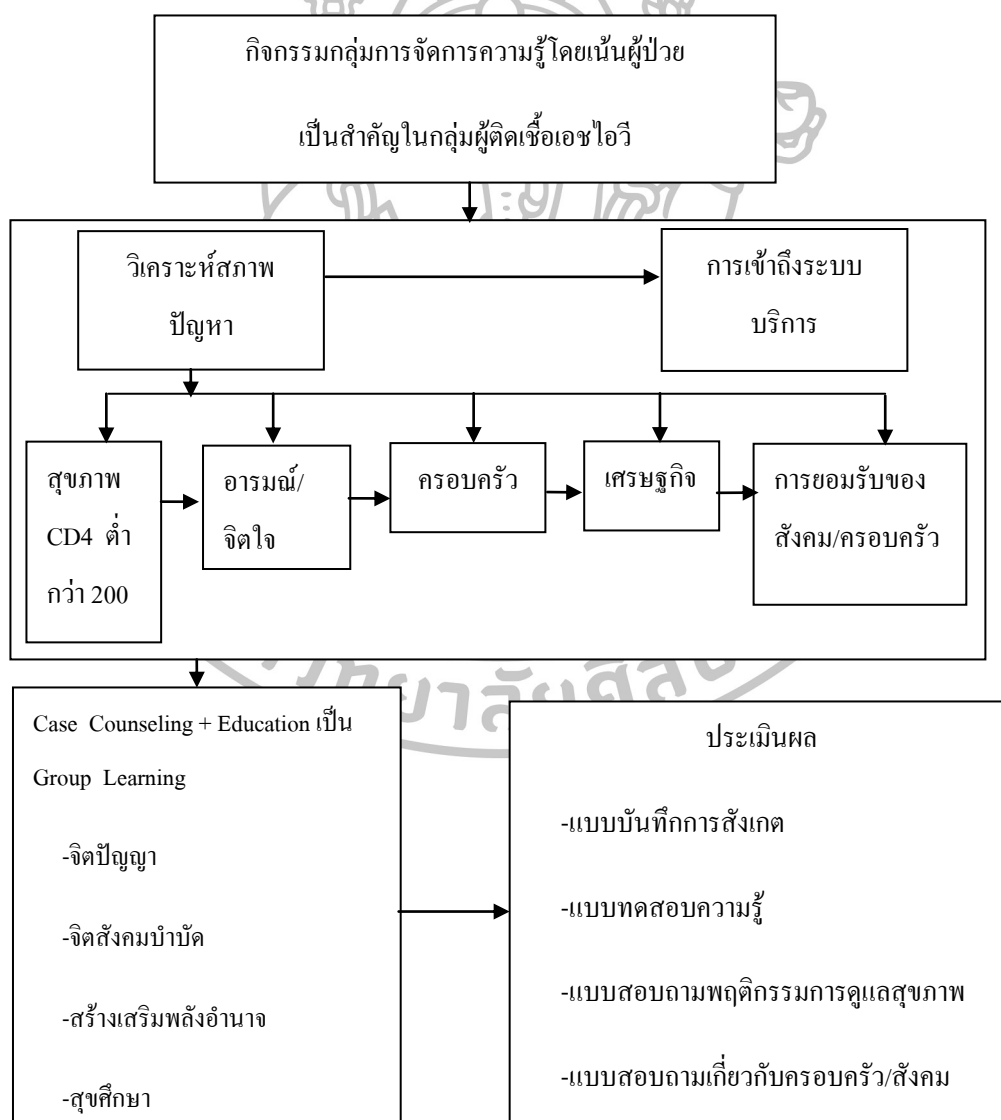 กิจกรรมกลุ่มการจัดการความรู้โดยเน้นผู้ป่วย
เป็นสำคัญในกลุ่มผู้ติดเชื้อเอชไอวี
วิเคราะห์สภาพ
ปัญหา
การเข้าถึงระบบ
บริการ
สุขภาพ
CD4 ต่ำ
กว่า 200
อารมณ์/
จิตใจ
ครอบครัว
เศรษฐกิจ
การยอมรับของ
สังคม/ครอบครัว
Case Counseling + Education เป็น
Group Learning
-จิตปัญญา
-จิตสังคมบำบัด
-สร้างเสริมพลังอำนาจ
-สุขศึกษา
ประเมินผล
-แบบบันทึกการสังเกต
-แบบทดสอบความรู้
-แบบสอบถามพฤติกรรมการดูแลสุขภาพ
-แบบสอบถามเกี่ยวกับครอบครัว/สังคม